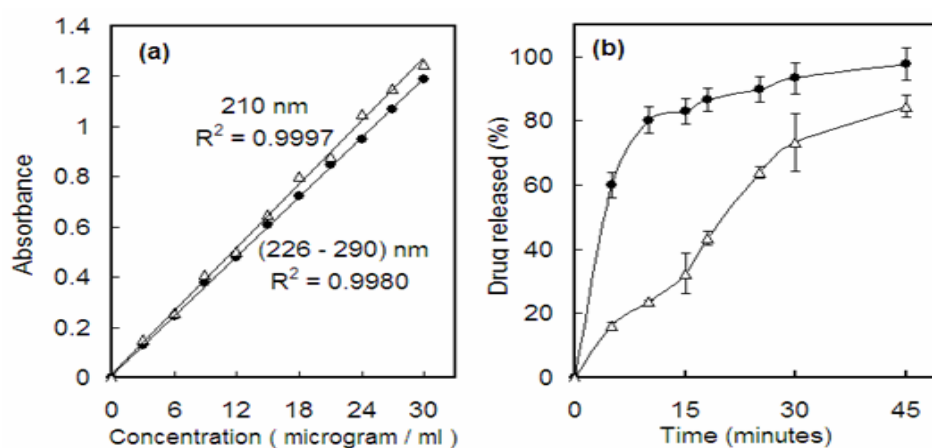 (a)
1.4
1.2
1
0.8
0.6
0.4
0.2
0
210 nm
R² = 0.9997
(226 - 290) nm
R² = 0.9980
0 6 12 18 24 30
Absorbance
Concentration ( microgram / ml )
(b)
100
80
60
40
20
0
0 15 30 45
Drug released (%)
Time (minutes)